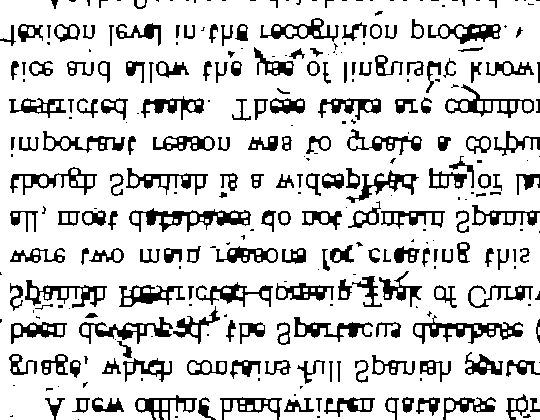 A new offline handwritten database for
guage, which contains full Spanish senten
been developed: the Spartacus database (
Spanish Restricted-domain Task of Cursiv
were two main reasons for creating this
all, most databases do not contain Spanis
though Spanish is a widespread major la
important reason was to create a corpu
restricted tasks. These tasks are common
tice and allow the use of linguistic knowl
lexicon level in the recognition process.